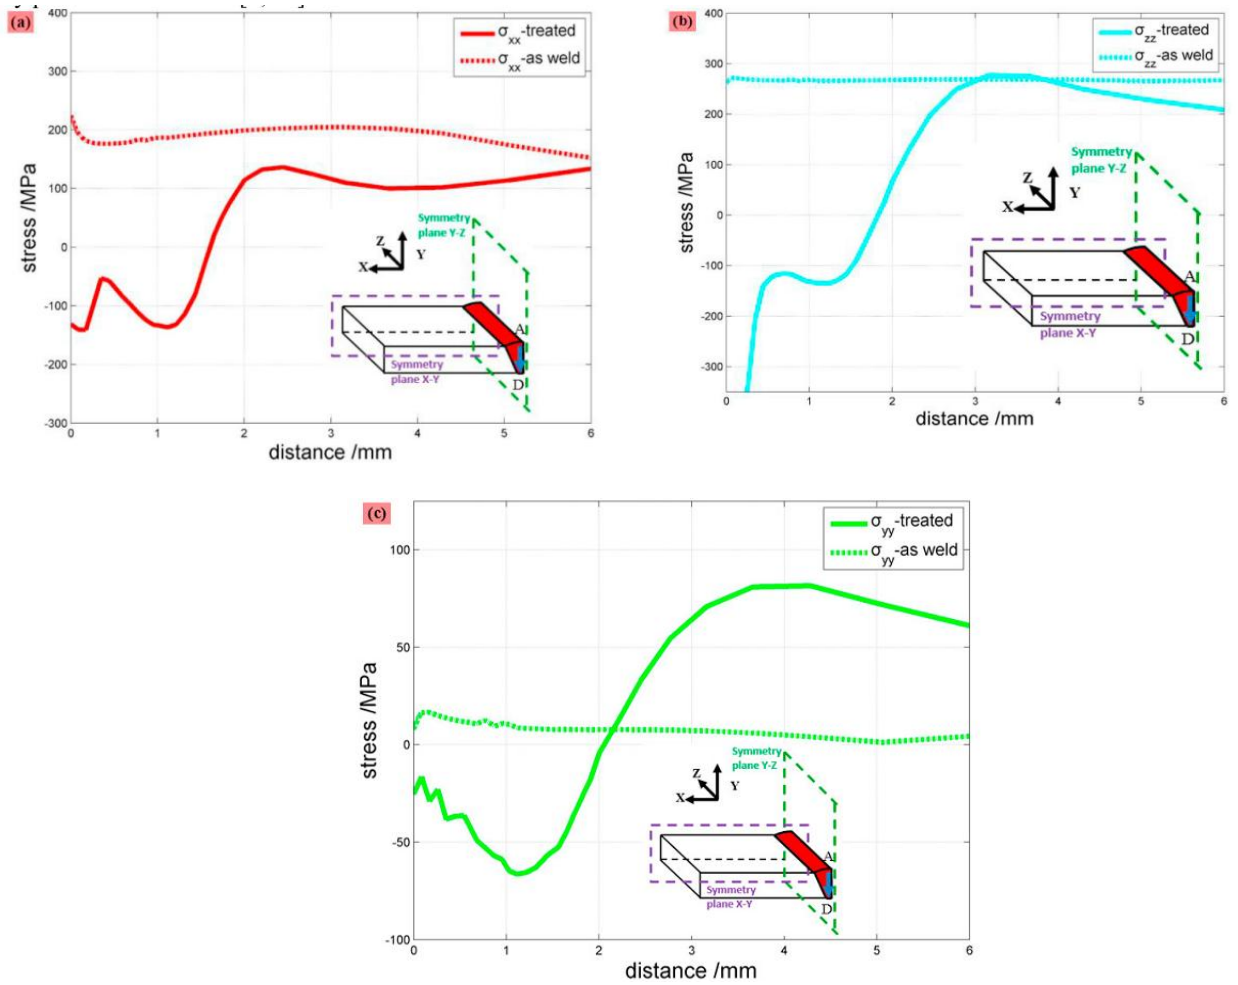 (a)
400
300
200
100
0
-100
-200
-300
0 1 2 3 4 5 6
stress /MPa
distance /mm
σxx-treated
σxx-as weld
Symmetry
plane Y-Z
Z
Y
X
A
Symmetry
plane X-Y
D
(b)
400
300
200
100
0
-100
-200
-300
0 1 2 3 4 5 6
stress /MPa
distance /mm
σzz-treated
σzz-as weld
Symmetry
plane Y-Z
Z
Y
X
A
Symmetry
plane X-Y
D
(c)
100
50
0
-50
-100
0 1 2 3 4 5 6
stress /MPa
distance /mm
σyy-treated
σyy-as weld
Symmetry
plane Y-Z
Z
Y
X
A
Symmetry
plane X-Y
D